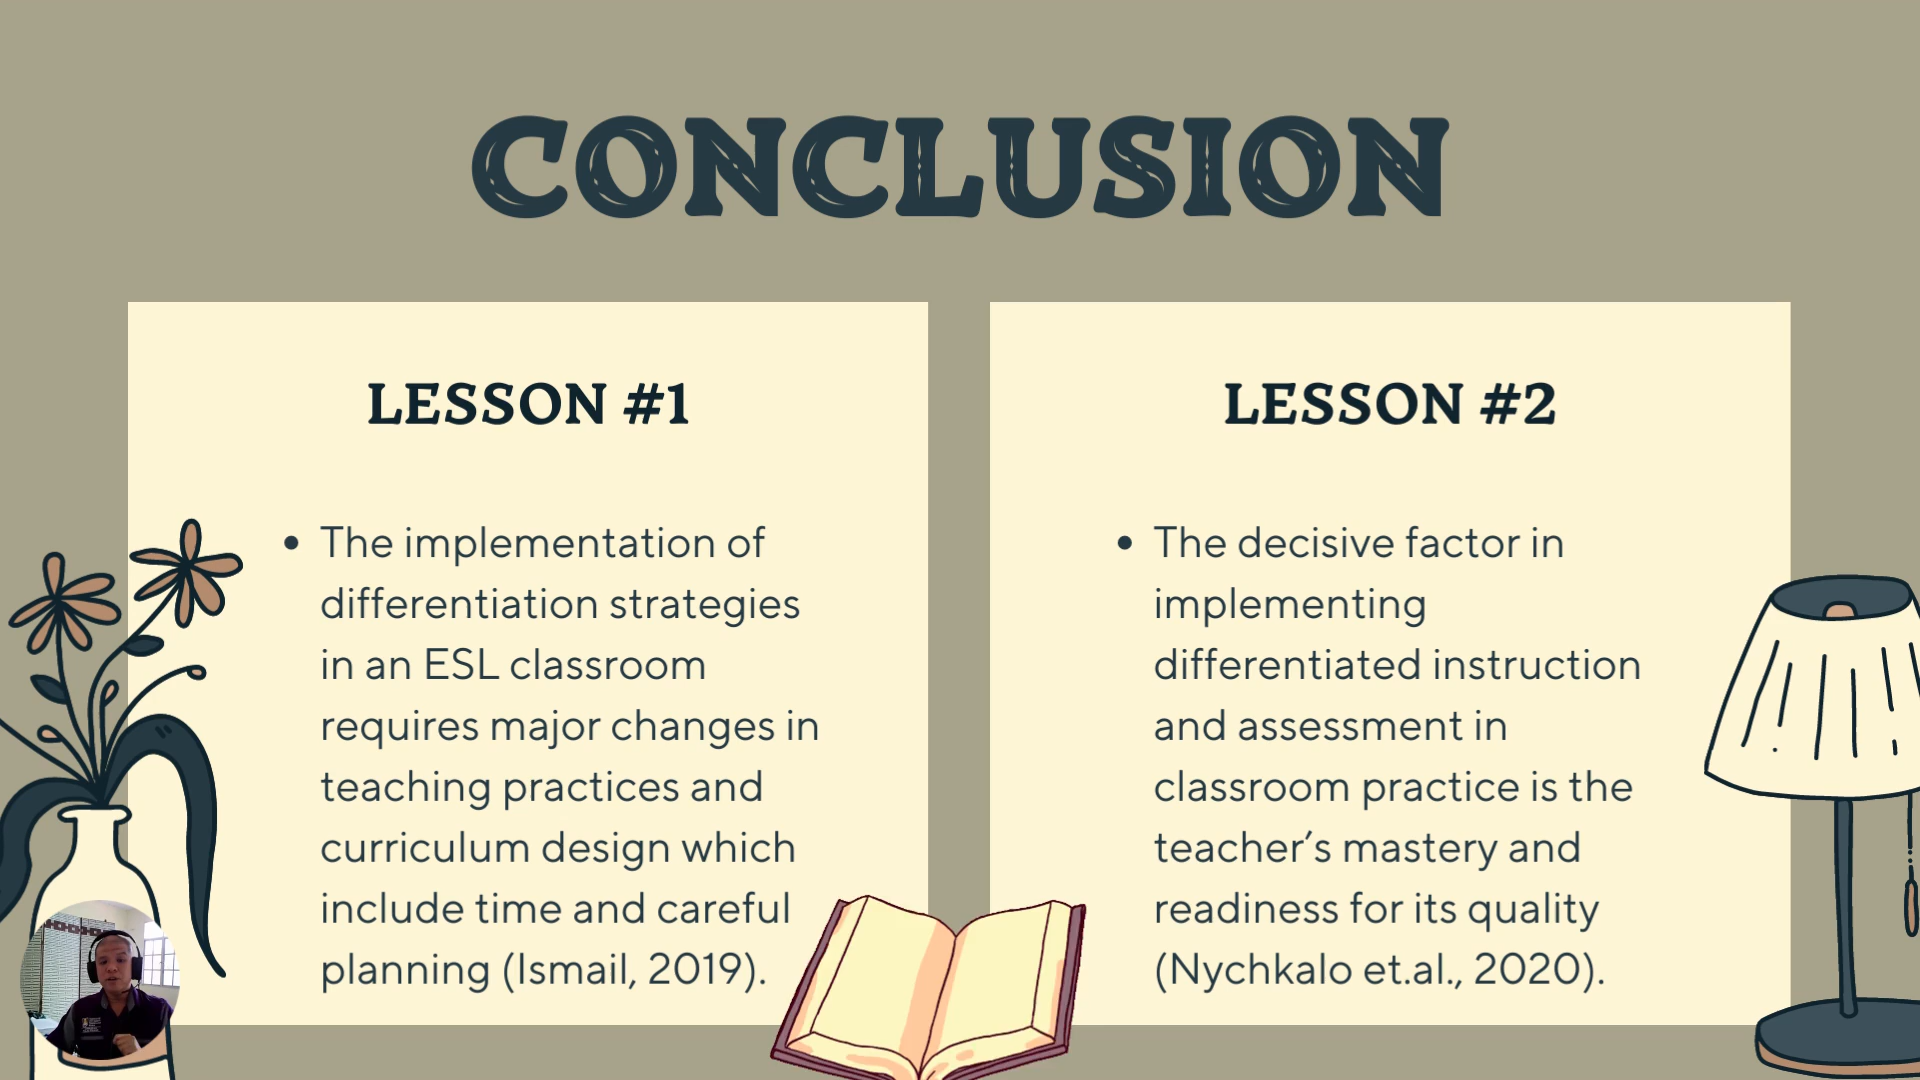 CONCLUSION
LESSON #1
The implementation of
differentiation strategies
in an ESL classroom
requires major changes in
teaching practices and
curriculum design which
include time and careful
planning (Ismail, 2019).
LESSON #2
The decisive factor in
implementing
differentiated instruction
and assessment in
classroom practice is the
teacher’s mastery and
readiness for its quality
(Nychkalo et.al., 2020).